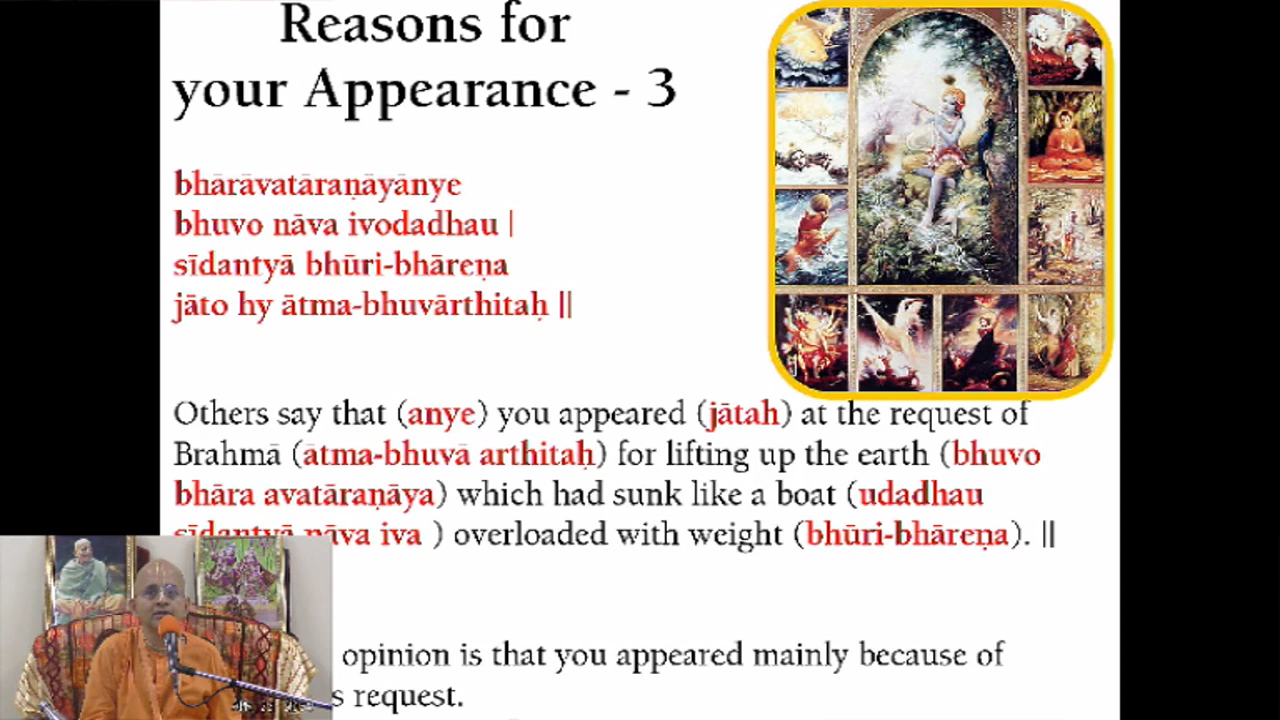 Reasons for
your Appearance - 3
bhārāvatāraṇāyānye
bhuvo nāva ivodadhau |
sīdantyā bhūri-bhāreṇa
jāto hy ātma-bhuvārthitaḥ ||
Others say that (anye) you appeared (jātah) at the request of
Brahmā (ātma-bhuvā arthitaḥ) for lifting up the earth (bhuvo
bhāra avatāraṇāya) which had sunk like a boat (udadhau
sīdantyā nāva iva ) overloaded with weight (bhūri-bhāreṇa). ||
opinion is that you appeared mainly because of
s request.